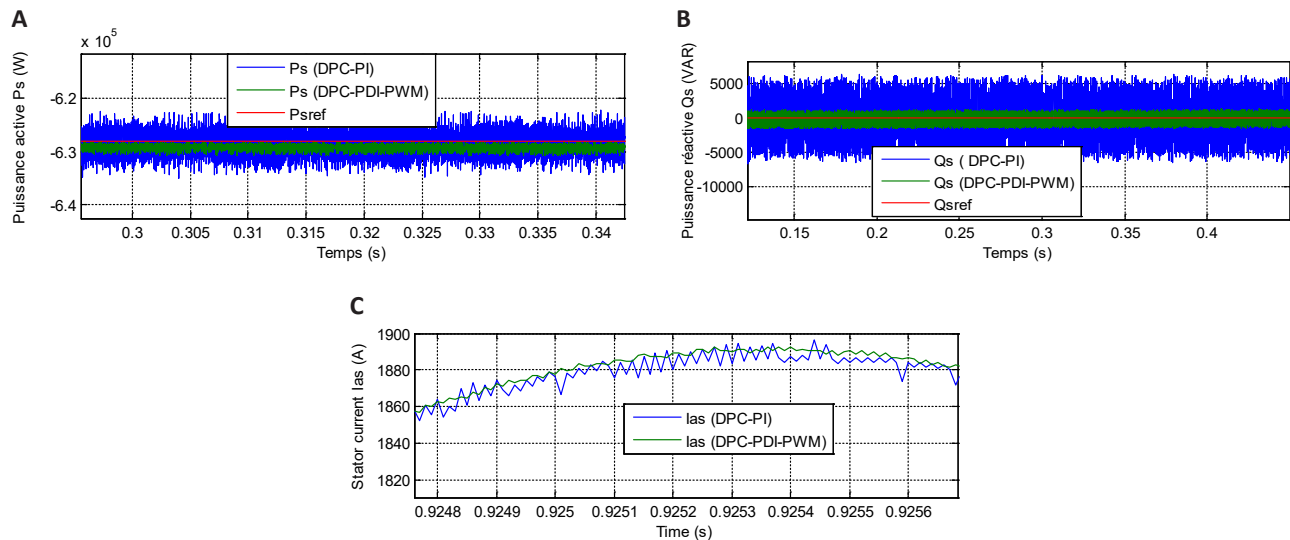 A
x 10⁵
Puissance active Ps (W)
-6.2
-6.3
-6.4
Ps (DPC-PI)
Ps (DPC-PDI-PWM)
Psref
0.3 0.305 0.31 0.315 0.32 0.325 0.33 0.335 0.34
Temps (s)
B
Puissance réactive Qs (VAR)
5000
0
-5000
-10000
Qs ( DPC-PI)
Qs (DPC-PDI-PWM)
Qsref
0.15 0.2 0.25 0.3 0.35 0.4
Temps (s)
C
Stator current Ias (A)
1900
1880
1860
1840
1820
Ias (DPC-PI)
Ias (DPC-PDI-PWM)
0.9248 0.9249 0.925 0.9251 0.9252 0.9253 0.9254 0.9255 0.9256
Time (s)